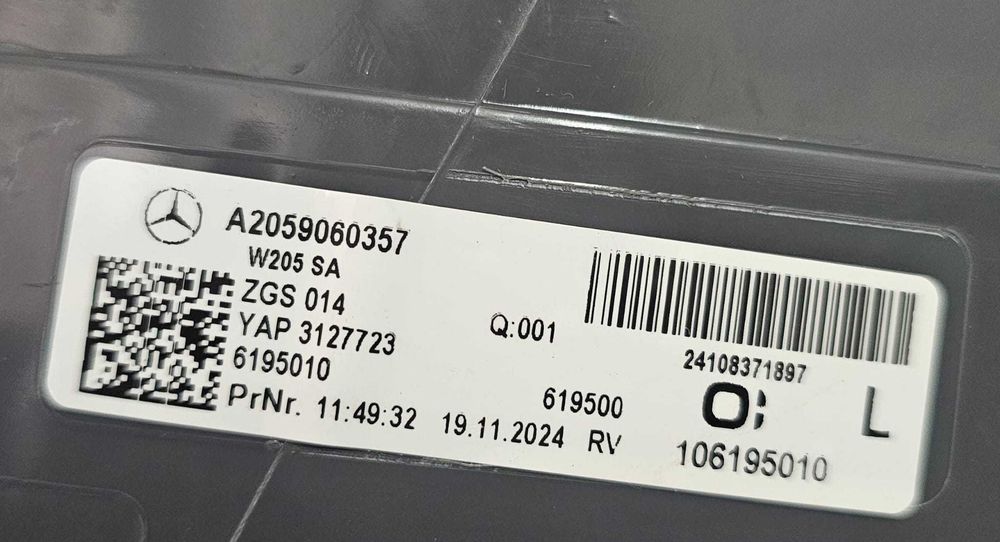 A2059060357
W205 SA
ZGS 014
YAP 3127723
6195010
PrNr. 11:49:32 19.11.2024 RV
Q:001
619500
24108371897
O; L
106195010